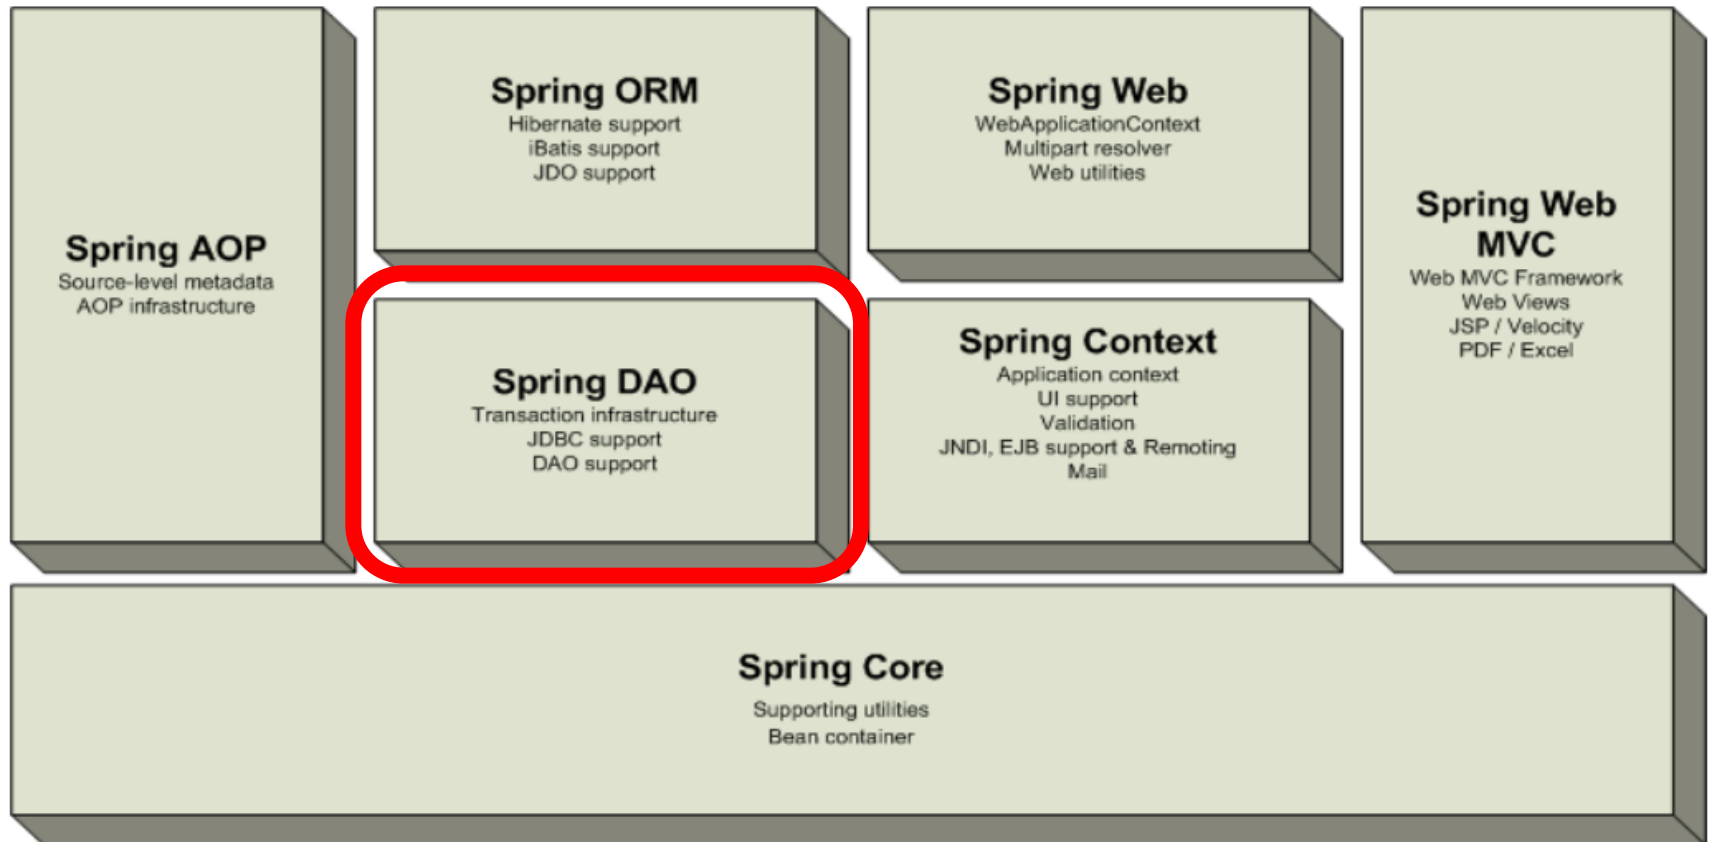 Spring AOP
Source-level metadata
AOP infrastructure
Spring ORM
Hibernate support
iBatis support
JDO support
Spring Web
WebApplicationContext
Multipart resolver
Web utilities
Spring DAO
Transaction infrastructure
JDBC support
DAO support
Spring Context
Application context
UI support
Validation
JNDI, EJB support & Remoting
Mail
Spring Web
MVC
Web MVC Framework
Web Views
JSP / Velocity
PDF / Excel
Spring Core
Supporting utilities
Bean container